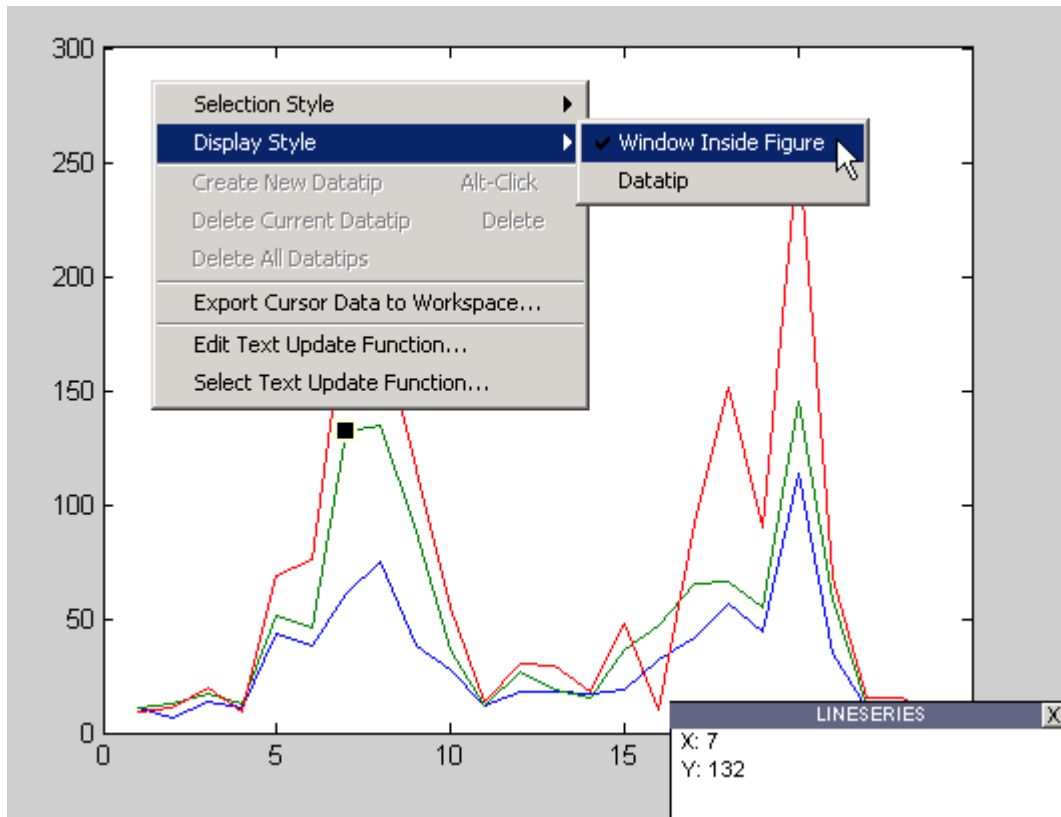 300
250
200
150
100
50
0
Selection Style
Display Style
Create New Datatip Alt-Click
Delete Current Datatip Delete
Delete All Datatips
Export Cursor Data to Workspace...
Edit Text Update Function...
Select Text Update Function...
Window Inside Figure
Datatip
0 5 10 15
LINESERIES X
X: 7
Y: 132